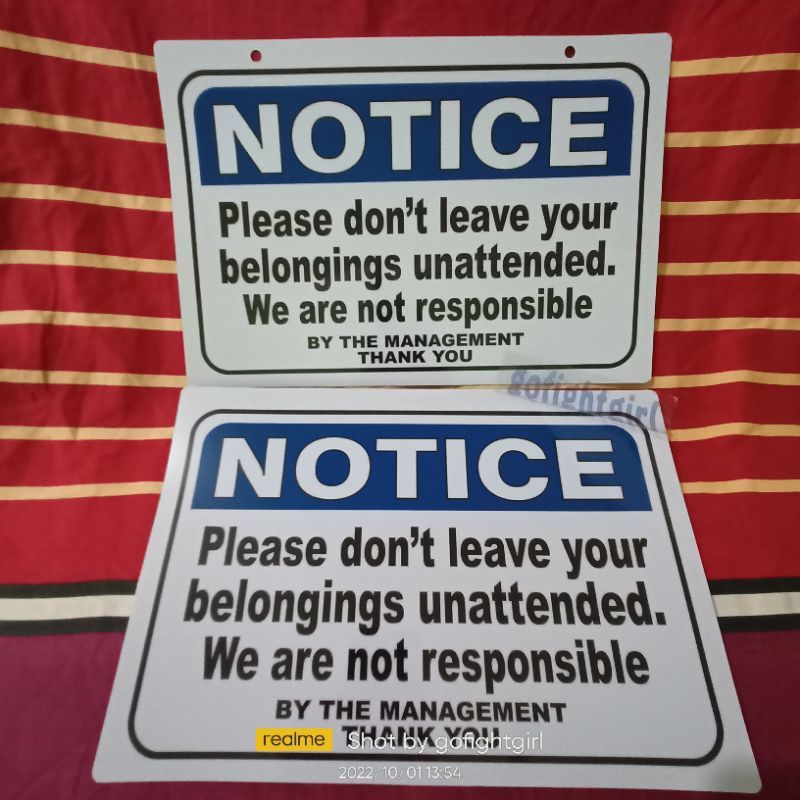 NOTICE
Please don't leave your
belongings unattended.
We are not responsible
BY THE MANAGEMENT
THANK YOU
gofightgirl
NOTICE
Please don't leave your
belongings unattended.
We are not responsible
BY THE MANAGEMENT
THANK YOU
realme Shot by gofightgirl
2022/10/01 13:54